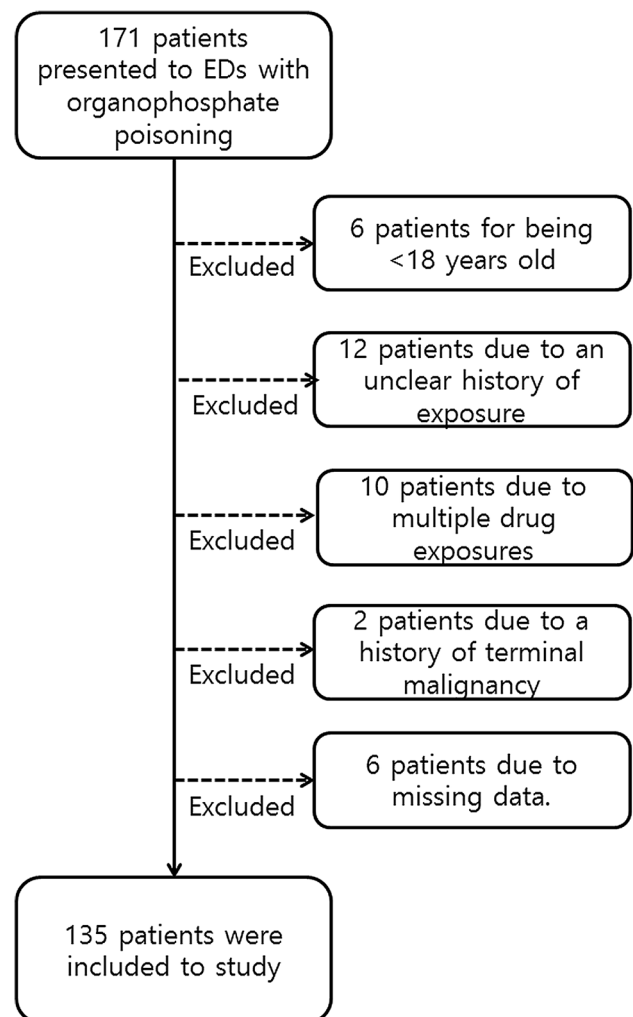 171 patients
presented to EDs with
organophosphate
poisoning
6 patients for being
<18 years old
Excluded
12 patients due to an
unclear history of
exposure
Excluded
10 patients due to
multiple drug
exposures
Excluded
2 patients due to a
history of terminal
malignancy
Excluded
6 patients due to
missing data.
Excluded
135 patients were
included to study